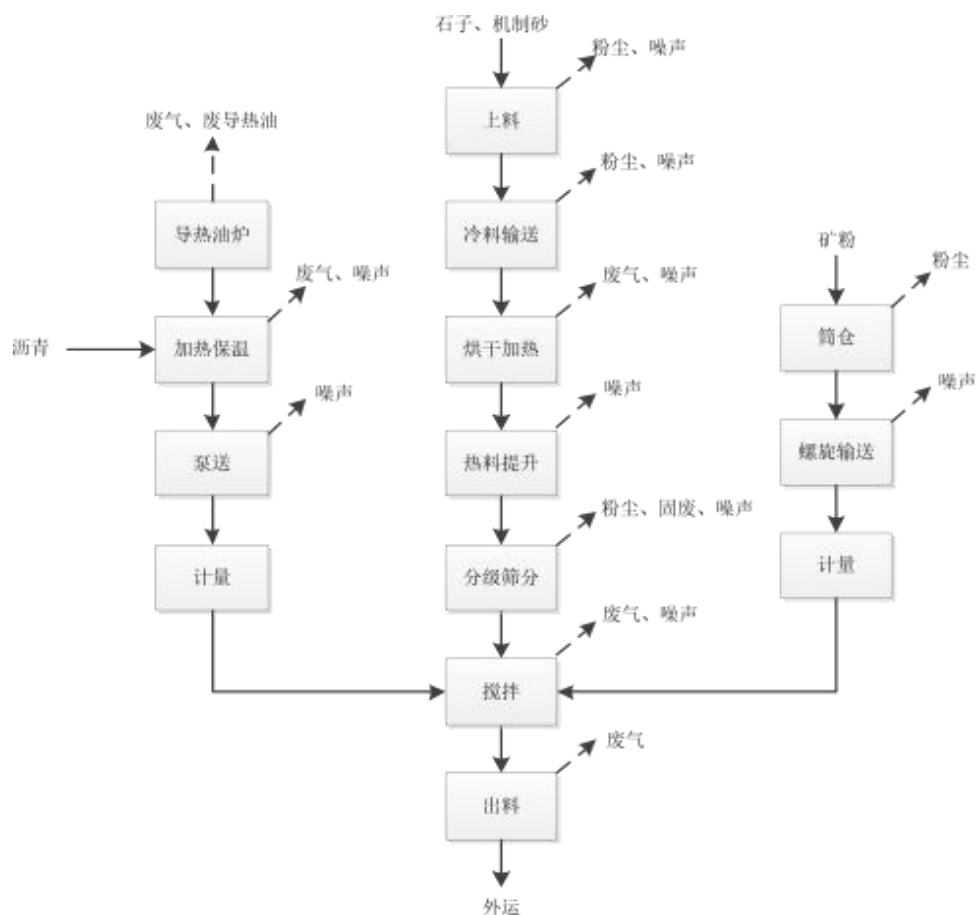 石子、机制砂
粉尘、噪声
上料
废气、废导热油
粉尘、噪声
导热油炉
冷料输送
矿粉
废气、噪声
废气、噪声
粉尘
沥青
加热保温
烘干加热
筒仓
噪声
噪声
噪声
泵送
热料提升
螺旋输送
粉尘、固废、噪声
计量
分级筛分
计量
废气、噪声
搅拌
废气
出料
外运